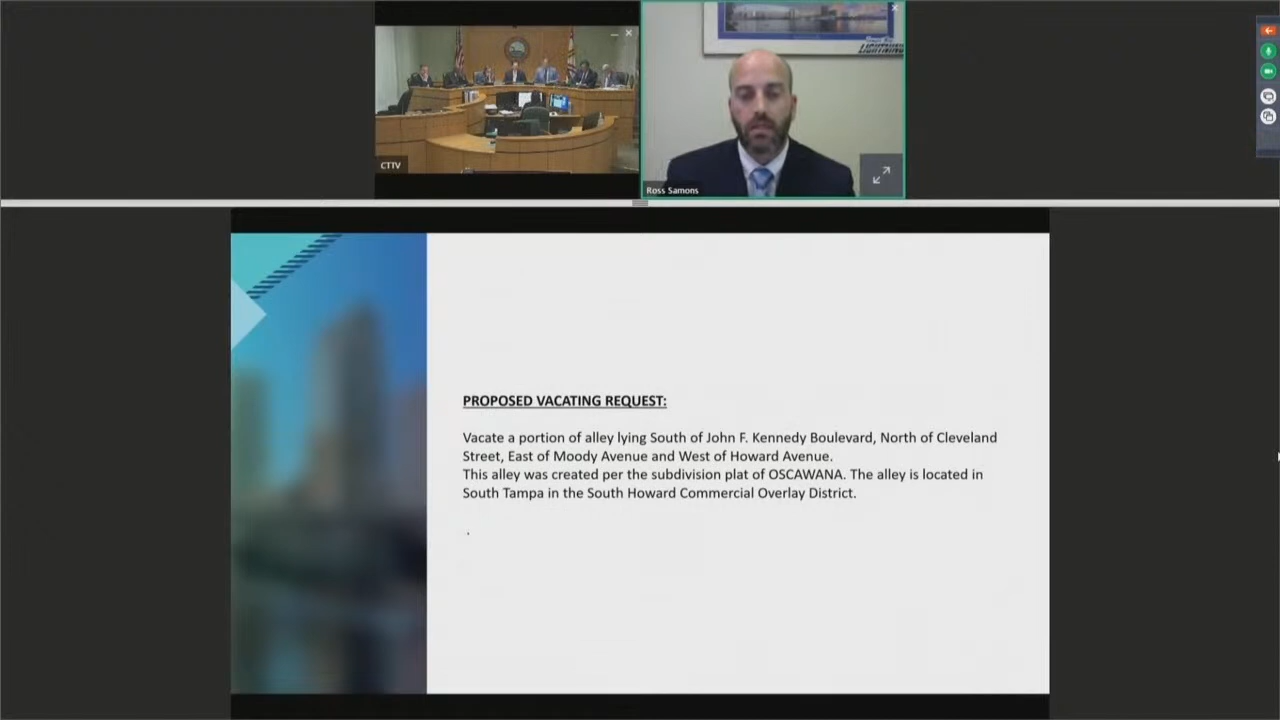 LIGHTNING
CTTV
Ross Samons
PROPOSED VACATING REQUEST:
Vacate a portion of alley lying South of John F. Kennedy Boulevard, North of Cleveland
Street, East of Moody Avenue and West of Howard Avenue.
This alley was created per the subdivision plat of OSCAWANA. The alley is located in
South Tampa in the South Howard Commercial Overlay District.
.